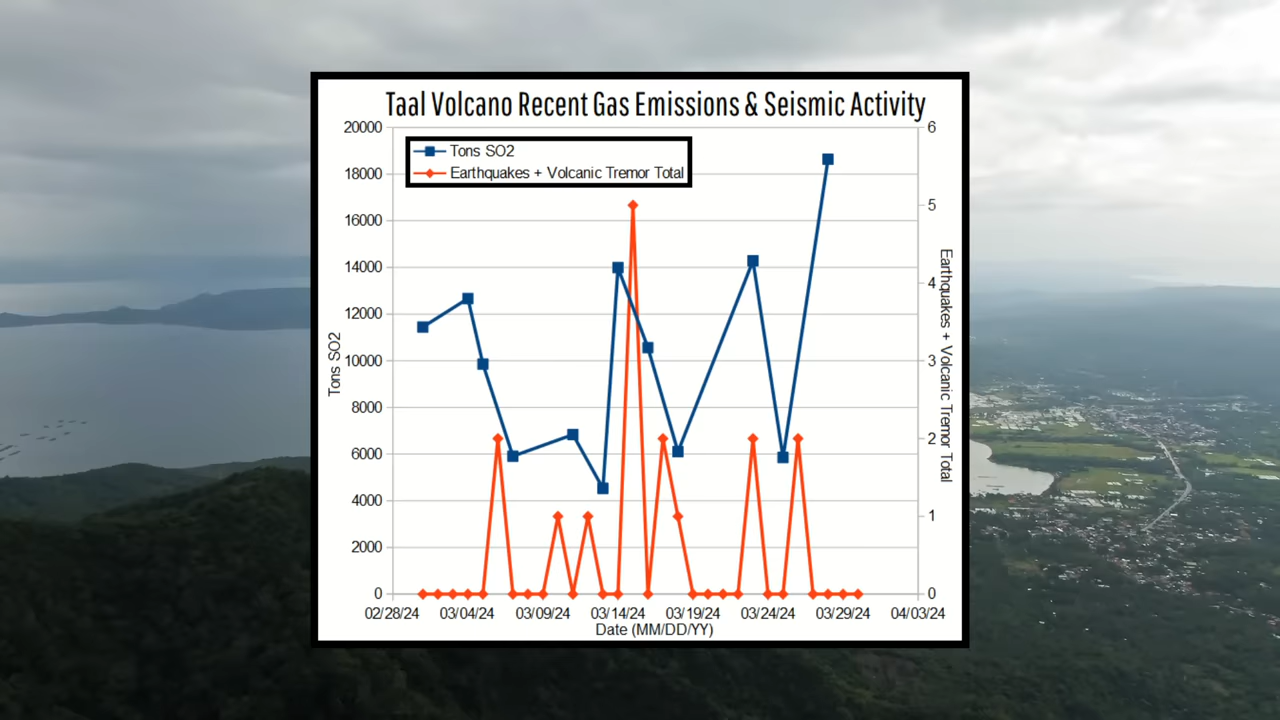 Taal Volcano Recent Gas Emissions & Seismic Activity
Tons SO2
Earthquakes + Volcanic Tremor Total
20000
18000
16000
14000
12000
10000
8000
6000
4000
2000
0
Tons SO2
6
5
4
3
2
1
0
Earthquakes + Volcanic Tremor Total
02/28/24 03/04/24 03/09/24 03/14/24 03/19/24 03/24/24 03/29/24 04/03/24
Date (MM/DD/YY)